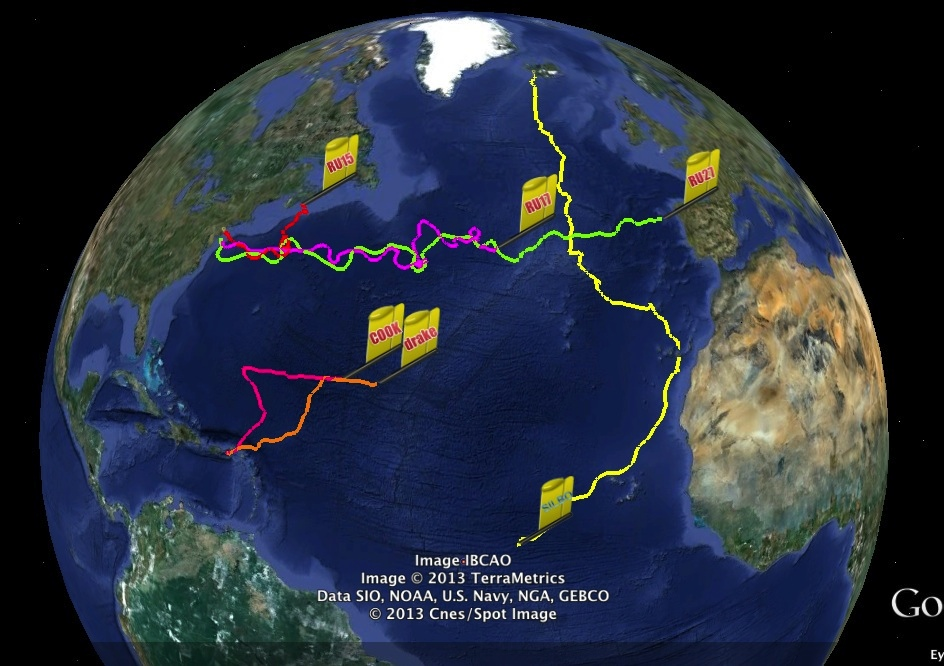 RU15
RU27
RU17
COOK
drake
Image IBCAO
Image © 2013 TerraMetrics
Data SIO, NOAA, U.S. Navy, NGA, GEBCO
© 2013 Cnes/Spot Image
Go
Ey